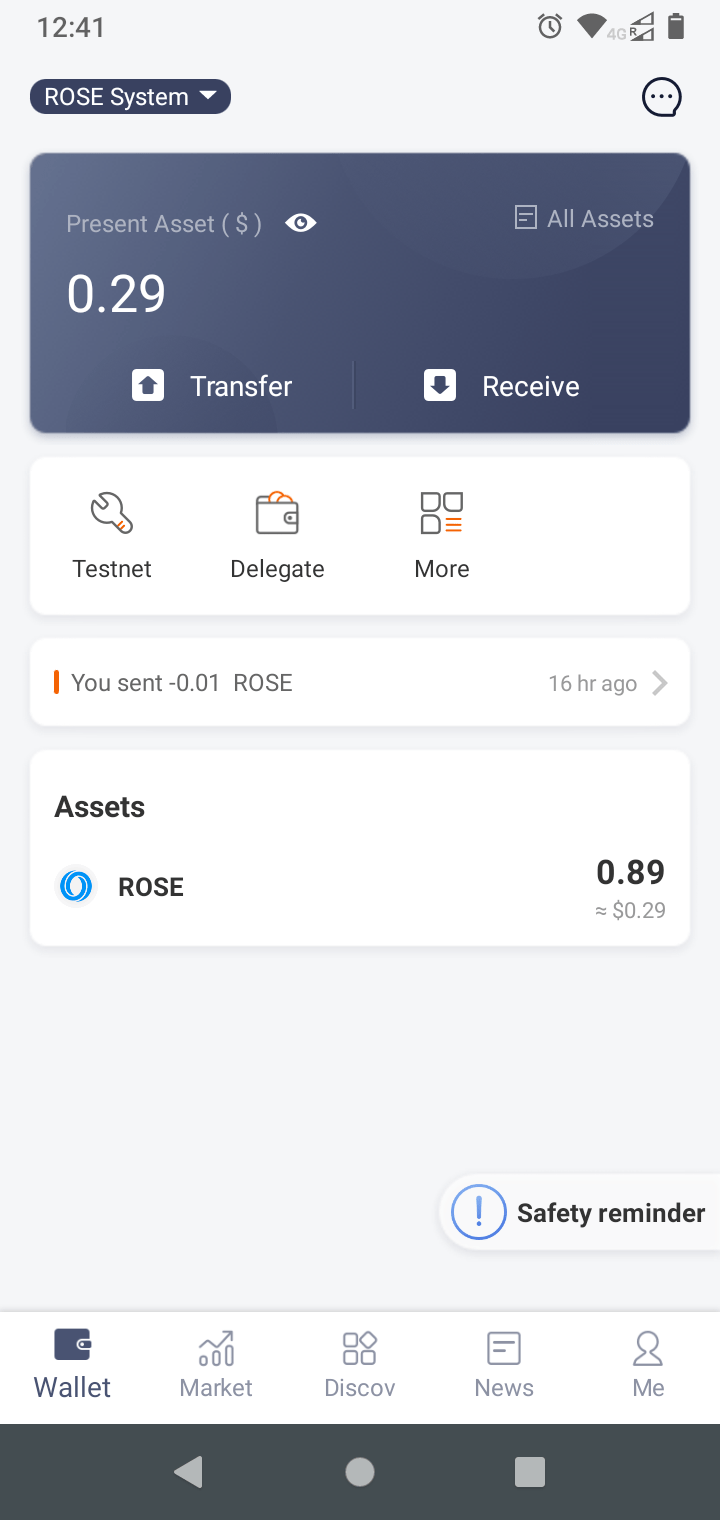 12:41
4G R
ROSE System
Present Asset ( $ )
All Assets
0.29
Transfer
Receive
Testnet
Delegate
More
You sent -0.01 ROSE
16 hr ago
Assets
ROSE
0.89
≈ $0.29
Safety reminder
Wallet
Market
Discov
News
Me